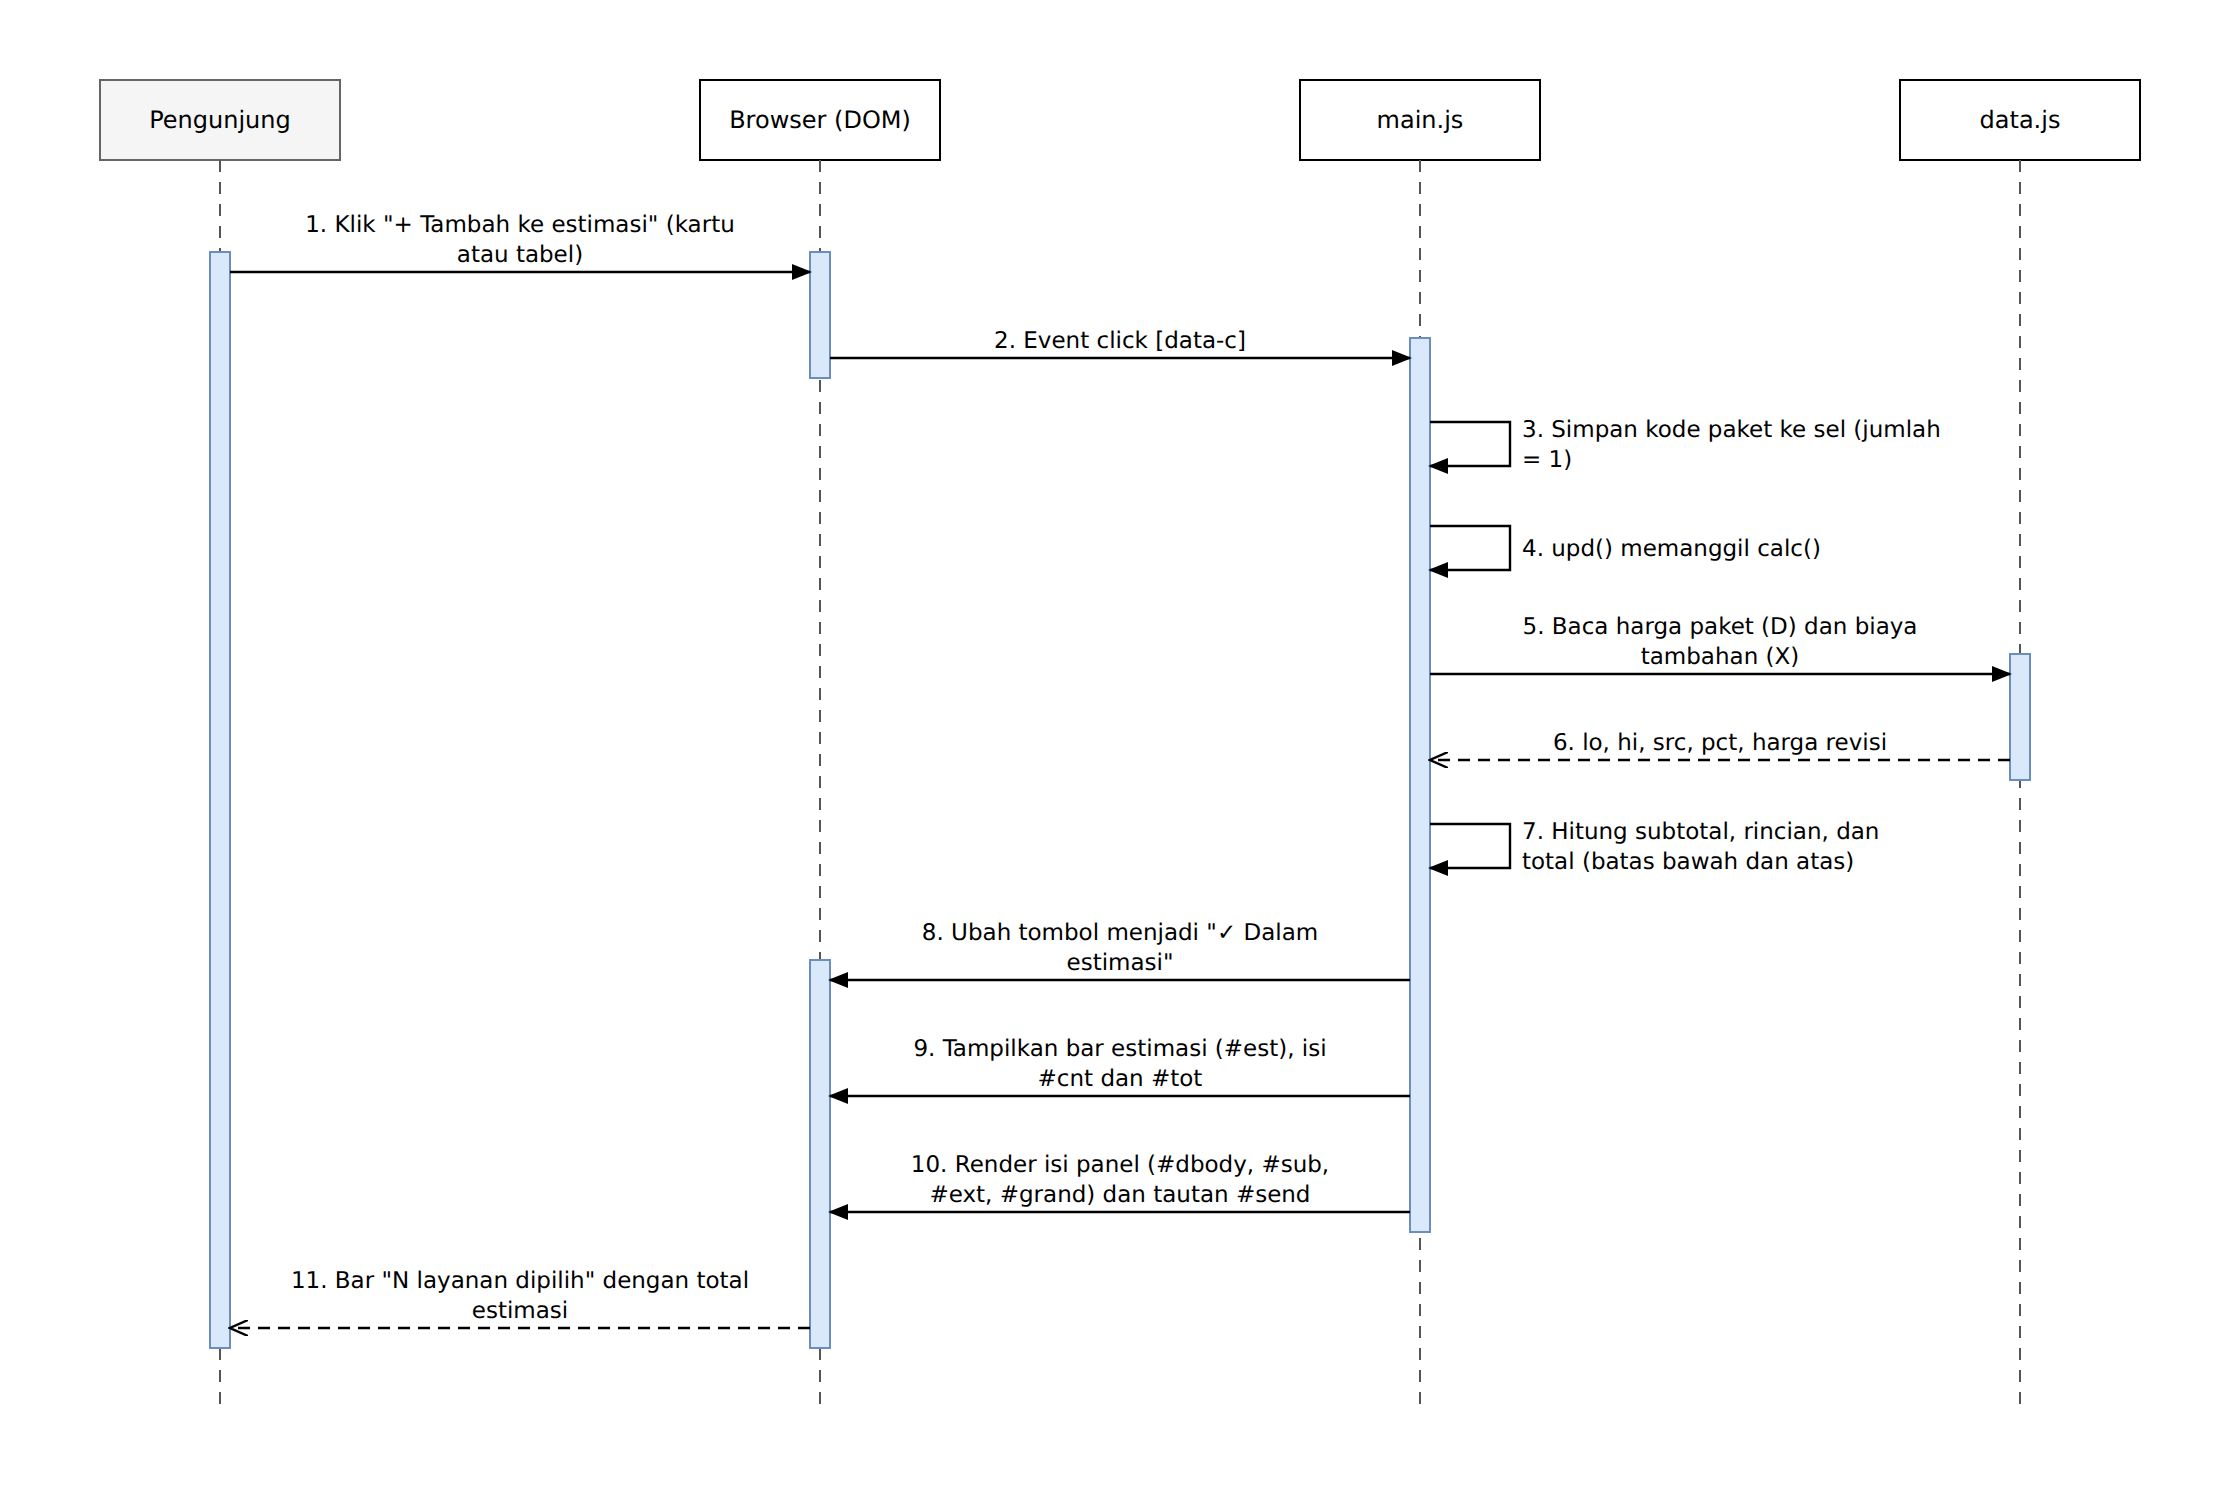 Pengunjung
Browser (DOM)
main.js
data.js
1. Klik "+ Tambah ke estimasi" (kartu
atau tabel)
2. Event click [data-c]
3. Simpan kode paket ke sel (jumlah
= 1)
4. upd() memanggil calc()
5. Baca harga paket (D) dan biaya
tambahan (X)
6. lo, hi, src, pct, harga revisi
7. Hitung subtotal, rincian, dan
total (batas bawah dan atas)
8. Ubah tombol menjadi "✓ Dalam
estimasi"
9. Tampilkan bar estimasi (#est), isi
#cnt dan #tot
10. Render isi panel (#dbody, #sub,
#ext, #grand) dan tautan #send
11. Bar "N layanan dipilih" dengan total
estimasi